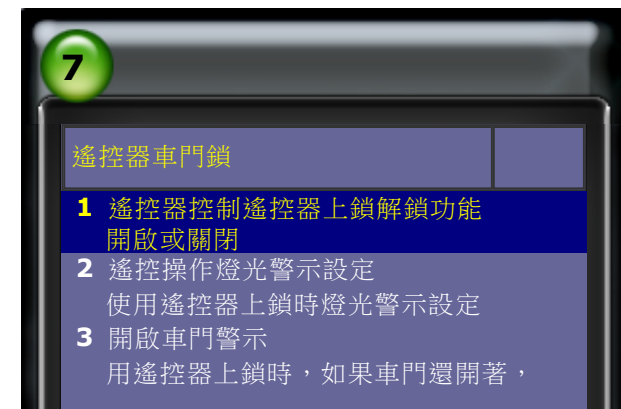 7
遙控器車門鎖
1 遙控器控制遙控器上鎖解鎖功能
開啟或關閉
2 遙控操作燈光警示設定
使用遙控器上鎖時燈光警示設定
3 開啟車門警示
用遙控器上鎖時，如果車門還開著，